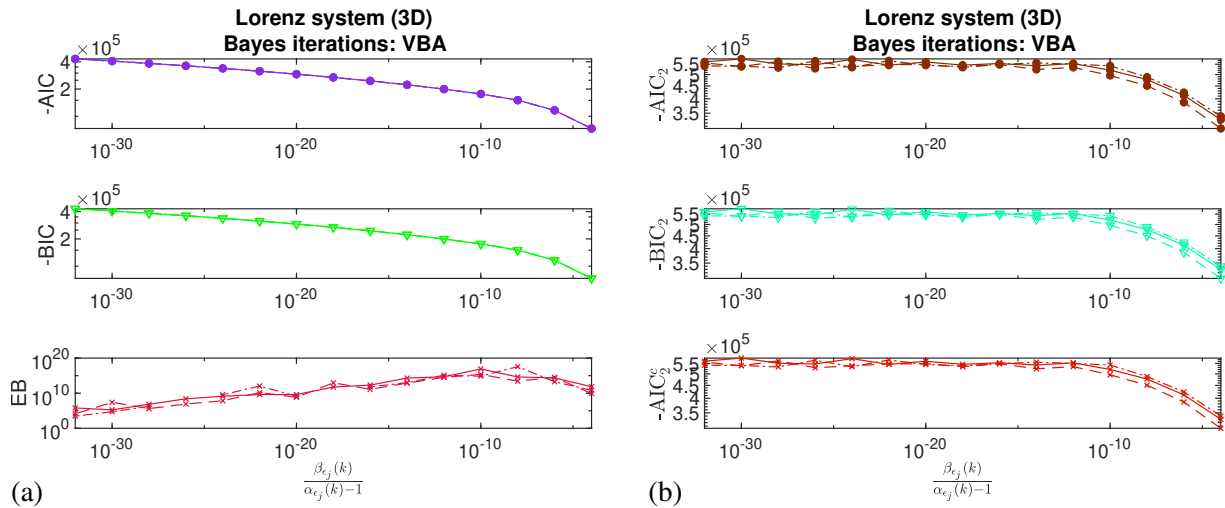 Lorenz system (3D)
Bayes iterations: VBA
×10^5
4
2
-AIC
10^-30
10^-20
10^-10
×10^5
4
2
-BIC
10^-30
10^-20
10^-10
10^20
10^10
10^0
EB
10^-30
10^-20
10^-10
(a)
β_{ϵ_j}(k)
α_{ϵ_j}(k)−1
Lorenz system (3D)
Bayes iterations: VBA
×10^5
5.5
5
4.5
3.5
-AIC_2
10^-30
10^-20
10^-10
×10^5
5.5
5
4.5
3.5
-BIC_2
10^-30
10^-20
10^-10
×10^5
5.5
5
4.5
3.5
-AIC_2^c
10^-30
10^-20
10^-10
(b)
β_{ϵ_j}(k)
α_{ϵ_j}(k)−1